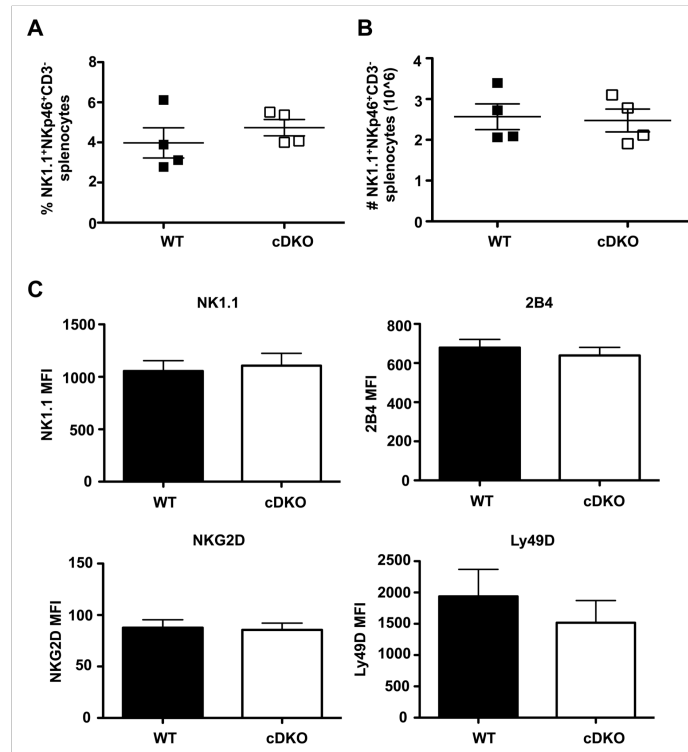 A
% NK1.1⁺NKp46⁺CD3⁻
splenocytes
8
6
4
2
0
WT
cDKO
B
# NK1.1⁺NKp46⁺CD3⁻
splenocytes (10^6)
4
3
2
1
0
WT
cDKO
C
NK1.1
NK1.1 MFI
1500
1000
500
0
WT
cDKO
2B4
2B4 MFI
800
600
400
200
0
WT
cDKO
NKG2D
NKG2D MFI
150
100
50
0
WT
cDKO
Ly49D
Ly49D MFI
2500
2000
1500
1000
500
0
WT
cDKO